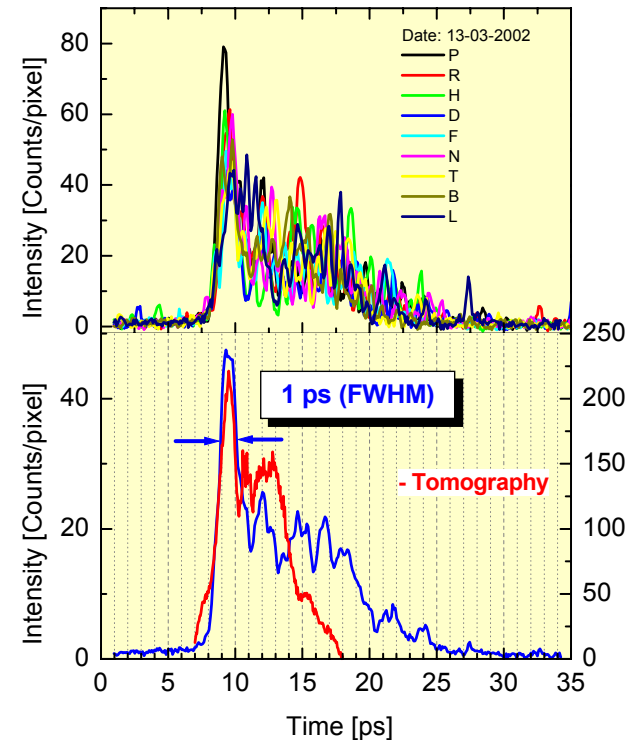 Date: 13-03-2002
P
R
H
D
F
N
T
B
L
80
60
40
20
0
Intensity [Counts/pixel]
1 ps (FWHM)
- Tomography
40
20
0
Intensity [Counts/pixel]
250
200
150
100
50
0
0 5 10 15 20 25 30 35
Time [ps]